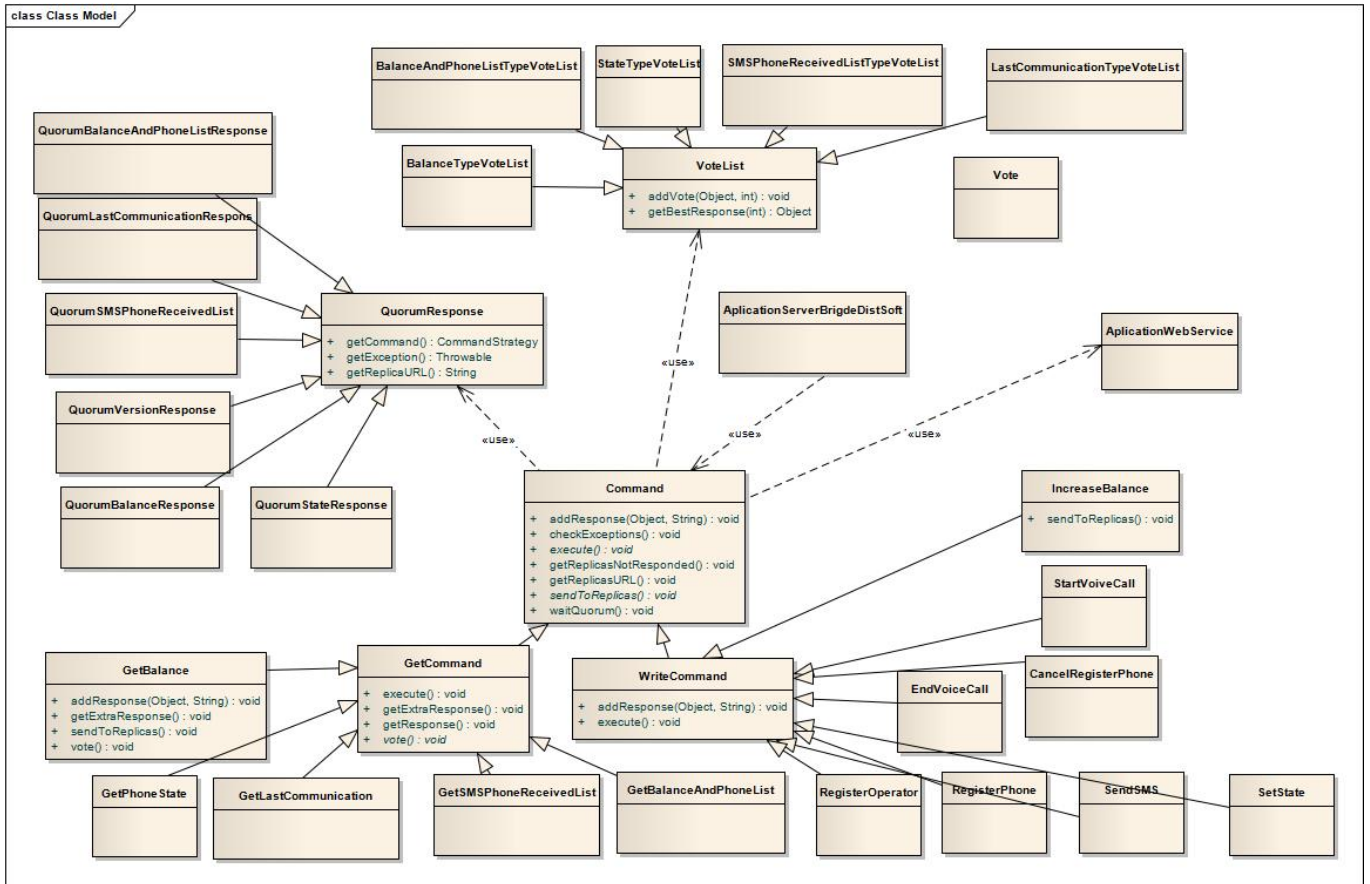 class Class Model
BalanceAndPhoneListTypeVoteList
StateTypeVoteList
SMSPhoneReceivedListTypeVoteList
LastCommunicationTypeVoteList
QuorumBalanceAndPhoneListResponse
BalanceTypeVoteList
VoteList
+ addVote(Object, int) : void
+ getBestResponse(int) : Object
Vote
QuorumLastCommunicationRespons
QuorumSMSPhoneReceivedList
QuorumResponse
+ getCommand() : CommandStrategy
+ getException() : Throwable
+ getReplicaURL() : String
AplicationServerBrigdeDistSoft
AplicationWebService
«use»
QuorumVersionResponse
«use»
«use»
«use»
QuorumBalanceResponse
QuorumStateResponse
Command
+ addResponse(Object, String) : void
+ checkExceptions() : void
+ execute() : void
+ getReplicasNotResponded() : void
+ getReplicasURL() : void
+ sendToReplicas() : void
+ waitQuorum() : void
IncreaseBalance
+ sendToReplicas() : void
StartVoiveCall
GetBalance
+ addResponse(Object, String) : void
+ getExtraResponse() : void
+ sendToReplicas() : void
+ vote() : void
GetCommand
+ execute() : void
+ getExtraResponse() : void
+ getResponse() : void
+ vote() : void
WriteCommand
+ addResponse(Object, String) : void
+ execute() : void
EndVoiceCall
CancelRegisterPhone
GetPhoneState
GetLastCommunication
GetSMSPhoneReceivedList
GetBalanceAndPhoneList
RegisterOperator
RegisterPhone
SendSMS
SetState